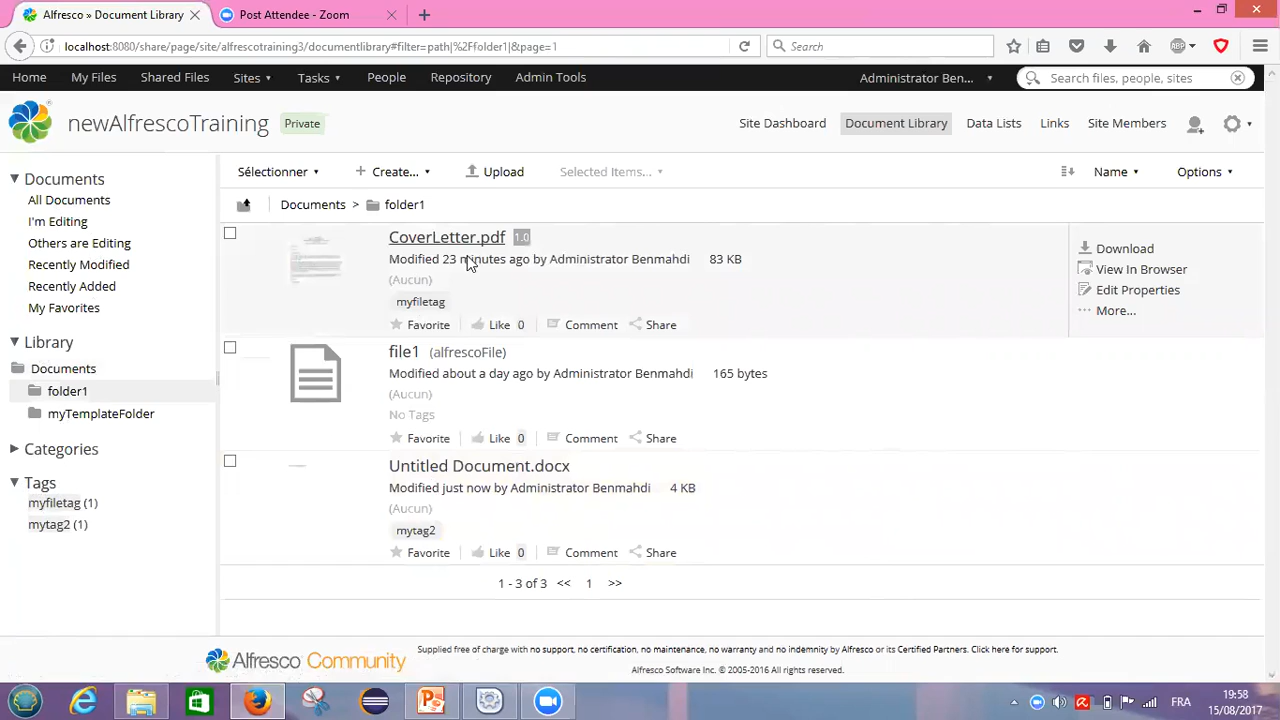 Alfresco » Document Library
Post Attendee - Zoom
localhost:8080/share/page/site/alfrescotraining3/documentlibrary#filter=path|%2Ffolder1|&page=1
Search
ABP
Home My Files Shared Files Sites Tasks People Repository Admin Tools
Administrator Ben...
Search files, people, sites
newAlfrescoTraining Private
Site Dashboard Document Library Data Lists Links Site Members
Documents
All Documents
I'm Editing
Others are Editing
Recently Modified
Recently Added
My Favorites
Library
Documents
folder1
myTemplateFolder
Categories
Tags
myfiletag (1)
mytag2 (1)
Sélectionner Create... Upload Selected Items... Name Options
Documents > folder1
CoverLetter.pdf 1.0
Modified 23 minutes ago by Administrator Benmahdi 83 KB
(Aucun)
myfiletag
Favorite Like 0 Comment Share
Download
View In Browser
Edit Properties
More...
file1 (alfrescoFile)
Modified about a day ago by Administrator Benmahdi 165 bytes
(Aucun)
No Tags
Favorite Like 0 Comment Share
Untitled Document.docx
Modified just now by Administrator Benmahdi 4 KB
(Aucun)
mytag2
Favorite Like 0 Comment Share
1 - 3 of 3 << 1 >>
Alfresco Community
Supplied free of charge with no support, no certification, no maintenance, no warranty and no indemnity by Alfresco or its Certified Partners. Click here for support.
Alfresco Software Inc. © 2005-2016 All rights reserved.
FRA
19:58
15/08/2017